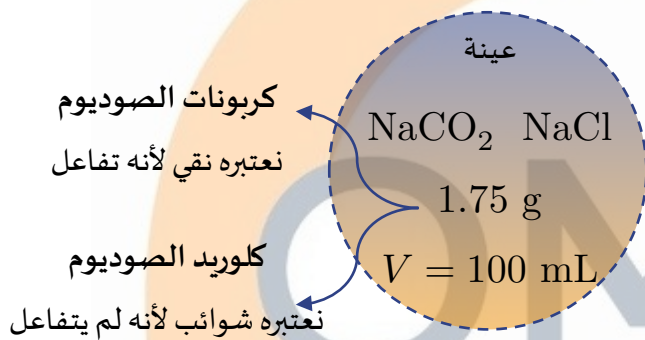 عينة
NaCO₂ NaCl
1.75 g
V = 100 mL
كربونات الصوديوم
نعتبره نقي لأنه تفاعل
كلوريد الصوديوم
نعتبره شوائب لأنه لم يتفاعل